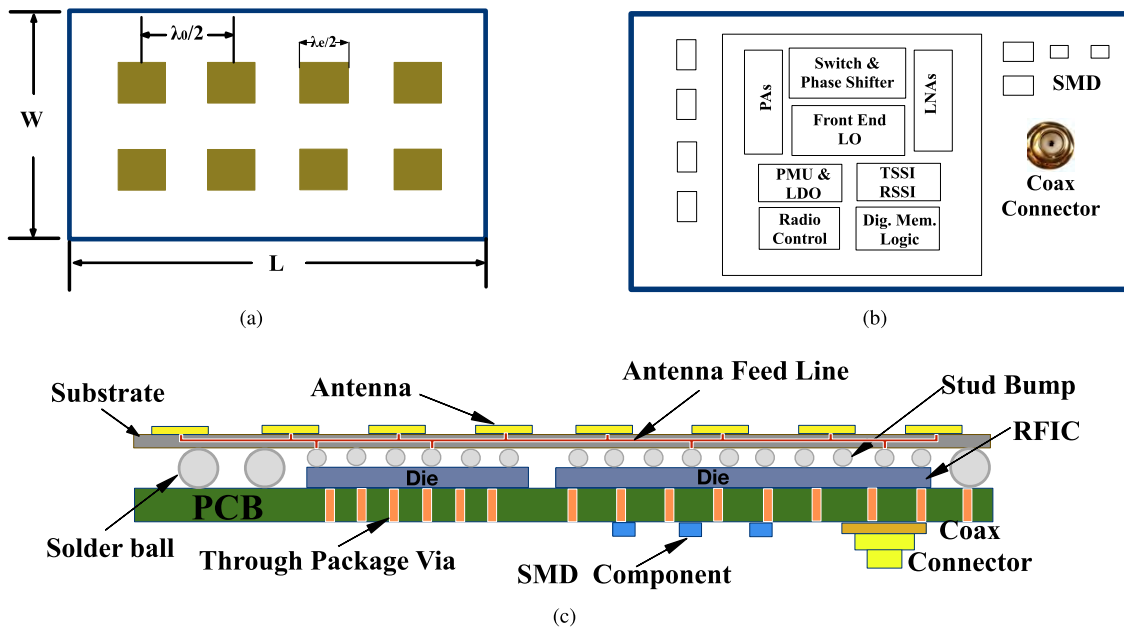 λ₀/2
λe/2
W
L
(a)
PAs
Switch &
Phase Shifter
LNAs
Front End
LO
PMU &
LDO
TSSI
RSSI
Radio
Control
Dig. Mem.
Logic
SMD
Coax
Connector
(b)
Substrate
Antenna
Antenna Feed Line
Stud Bump
RFIC
Die
Die
PCB
Solder ball
Through Package Via
SMD Component
Coax
Connector
(c)